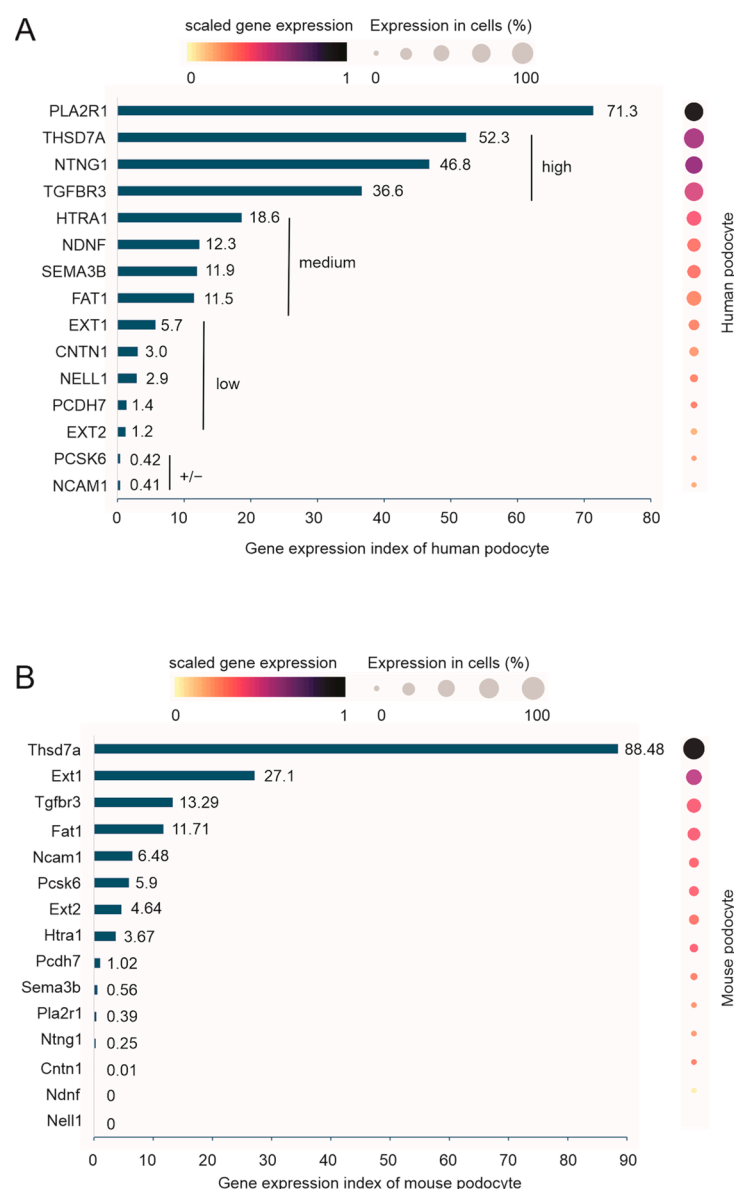 A
scaled gene expression Expression in cells (%)
0 1 0 100
PLA2R1 71.3
THSD7A 52.3
NTNG1 46.8
high
TGFBR3 36.6
HTRA1 18.6
NDNF 12.3
medium
SEMA3B 11.9
FAT1 11.5
EXT1 5.7
CNTN1 3.0
NELL1 2.9
low
PCDH7 1.4
EXT2 1.2
PCSK6 0.42
+/−
NCAM1 0.41
Human podocyte
0 10 20 30 40 50 60 70 80
Gene expression index of human podocyte
B
scaled gene expression Expression in cells (%)
0 1 0 100
Thsd7a 88.48
Ext1 27.1
Tgfbr3 13.29
Fat1 11.71
Ncam1 6.48
Pcsk6 5.9
Ext2 4.64
Htra1 3.67
Pcdh7 1.02
Sema3b 0.56
Pla2r1 0.39
Ntng1 0.25
Cntn1 0.01
Ndnf 0
Nell1 0
Mouse podocyte
0 10 20 30 40 50 60 70 80 90
Gene expression index of mouse podocyte